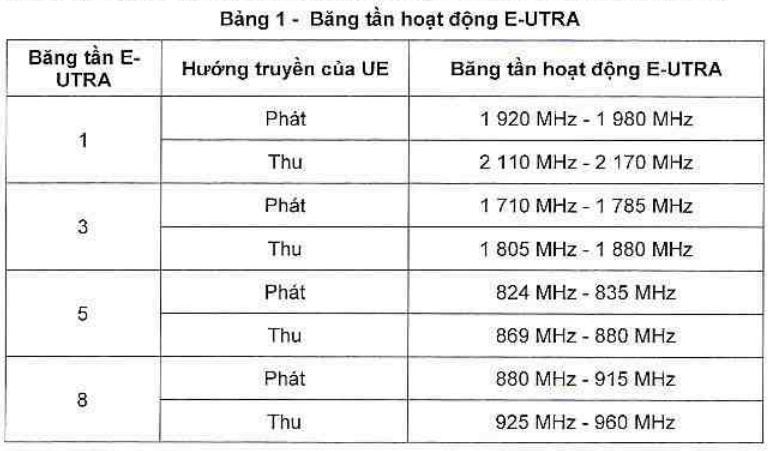 Bảng 1 - Băng tần hoạt động E-UTRA
Băng tần E-UTRA Hướng truyền của UE Băng tần hoạt động E-UTRA
1 Phát 1 920 MHz - 1 980 MHz
Thu 2 110 MHz - 2 170 MHz
3 Phát 1 710 MHz - 1 785 MHz
Thu 1 805 MHz - 1 880 MHz
5 Phát 824 MHz - 835 MHz
Thu 869 MHz - 880 MHz
8 Phát 880 MHz - 915 MHz
Thu 925 MHz - 960 MHz